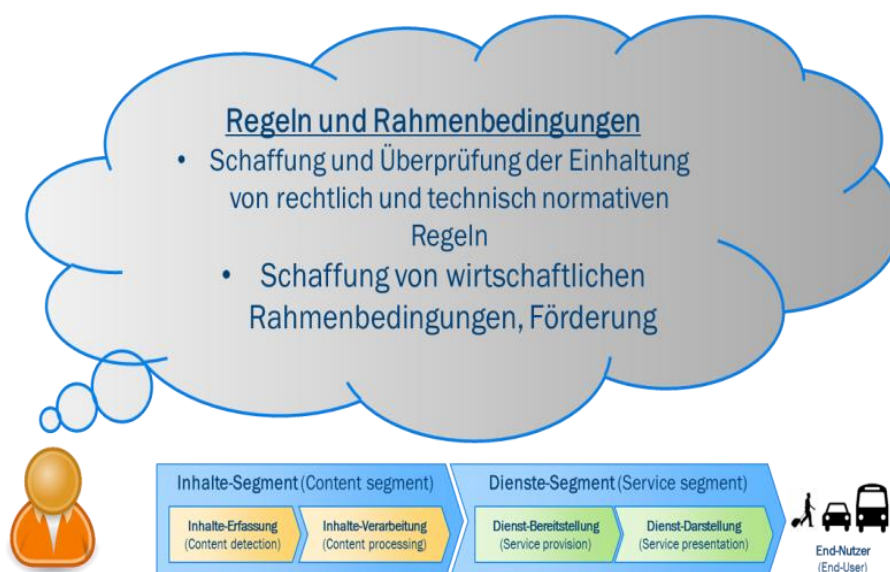 Regeln und Rahmenbedingungen
• Schaffung und Überprüfung der Einhaltung
von rechtlich und technisch normativen
Regeln
• Schaffung von wirtschaftlichen
Rahmenbedingungen, Förderung
Inhalte-Segment (Content segment)
Inhalte-Erfassung
(Content detection)
Inhalte-Verarbeitung
(Content processing)
Dienste-Segment (Service segment)
Dienst-Bereitstellung
(Service provision)
Dienst-Darstellung
(Service presentation)
End-Nutzer
(End-User)